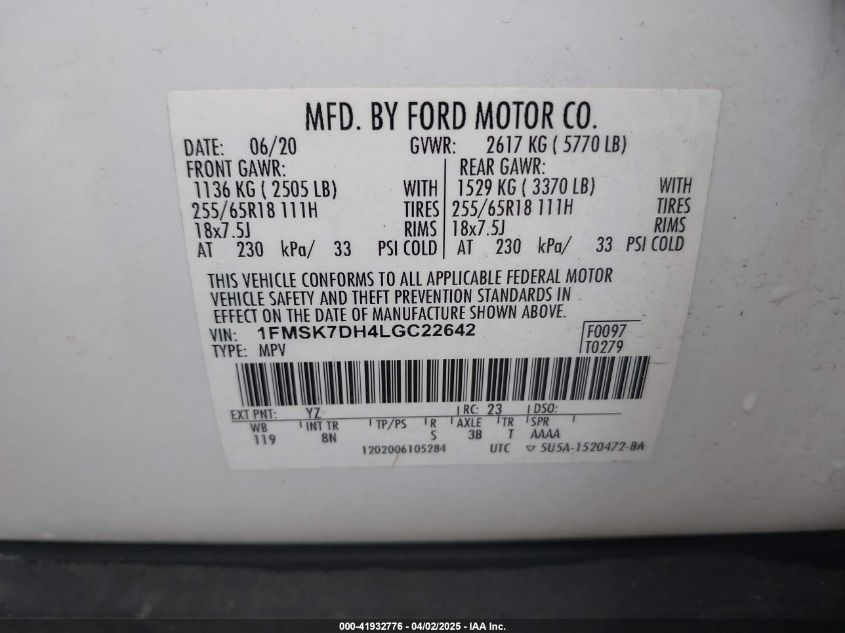 MFD. BY FORD MOTOR CO.
DATE: 06/20 GVWR: 2617 KG ( 5770 LB)
FRONT GAWR: REAR GAWR:
1136 KG ( 2505 LB) WITH 1529 KG ( 3370 LB) WITH
255/65R18 111H TIRES 255/65R18 111H TIRES
18x7.5J RIMS 18x7.5J RIMS
AT 230 kPa/ 33 PSI COLD AT 230 kPa/ 33 PSI COLD
THIS VEHICLE CONFORMS TO ALL APPLICABLE FEDERAL MOTOR
VEHICLE SAFETY AND THEFT PREVENTION STANDARDS IN
EFFECT ON THE DATE OF MANUFACTURE SHOWN ABOVE.
VIN: 1FMSK7DH4LGC22642 F0097
TYPE: MPV T0279
EXT PNT: YZ RC: 23 DSO:
WB INT TR TP/PS R AXLE TR SPR
119 8N S 3B T AAAA
1202006105284 UTC ▽ 5U5A-1520472-BA
000-41932776 - 04/02/2025 - IAA Inc.